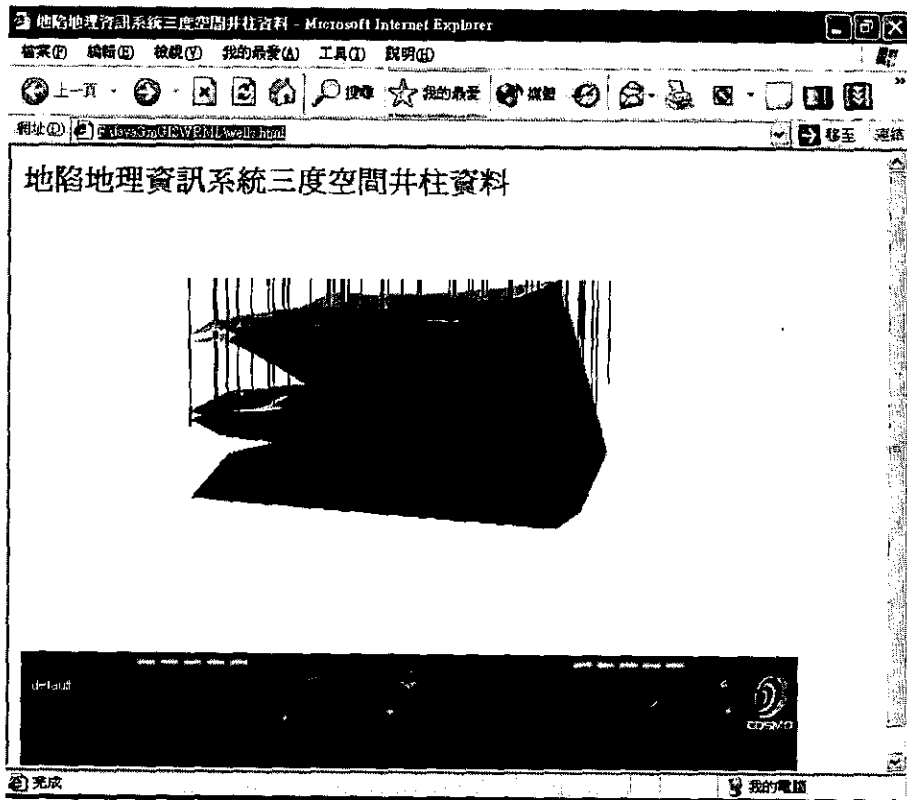 地陷地理資訊系統三度空間井柱資料 - Microsoft Internet Explorer
檔案(F) 編輯(E) 檢視(V) 我的最愛(A) 工具(T) 說明(H)
上一頁 搜尋 我的最愛 媒體 »
網址(D) 移至 連結
地陷地理資訊系統三度空間井柱資料
default
COSMO
完成 我的電腦